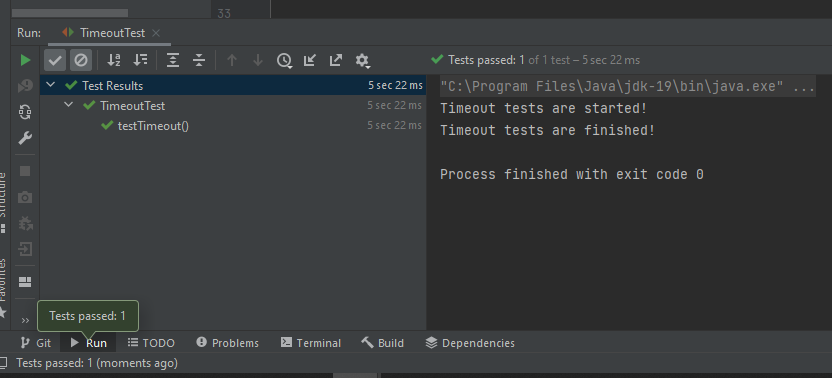 33
Run: TimeoutTest
Tests passed: 1 of 1 test – 5 sec 22 ms
Test Results 5 sec 22 ms
TimeoutTest 5 sec 22 ms
testTimeout() 5 sec 22 ms
"C:\Program Files\Java\jdk-19\bin\java.exe" ...
Timeout tests are started!
Timeout tests are finished!
Process finished with exit code 0
Structure
Favorites
Tests passed: 1
Git Run TODO Problems Terminal Build Dependencies
Tests passed: 1 (moments ago)